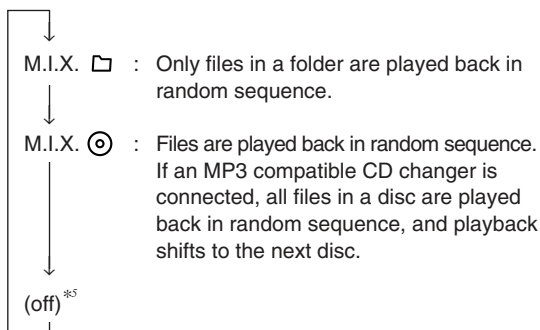 M.I.X. : Only files in a folder are played back in
random sequence.
M.I.X. : Files are played back in random sequence.
If an MP3 compatible CD changer is
connected, all files in a disc are played
back in random sequence, and playback
shifts to the next disc.
(off)*5